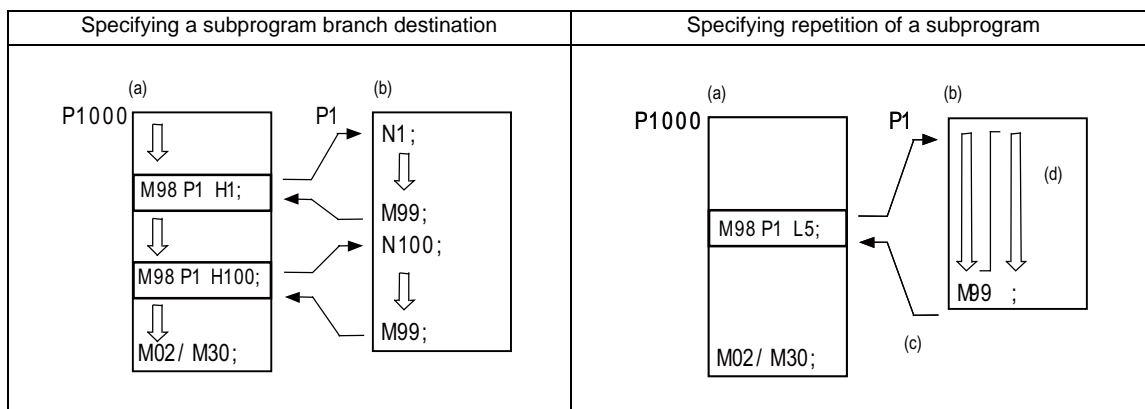 Specifying a subprogram branch destination
Specifying repetition of a subprogram
(a)
(b)
P1000
P1
N1;
M98 P1 H1;
M99;
N100;
M98 P1 H100;
M99;
M02/ M30;
(a)
(b)
P1000
P1
(d)
M98 P1 L5;
M99 ;
(c)
M02/ M30;